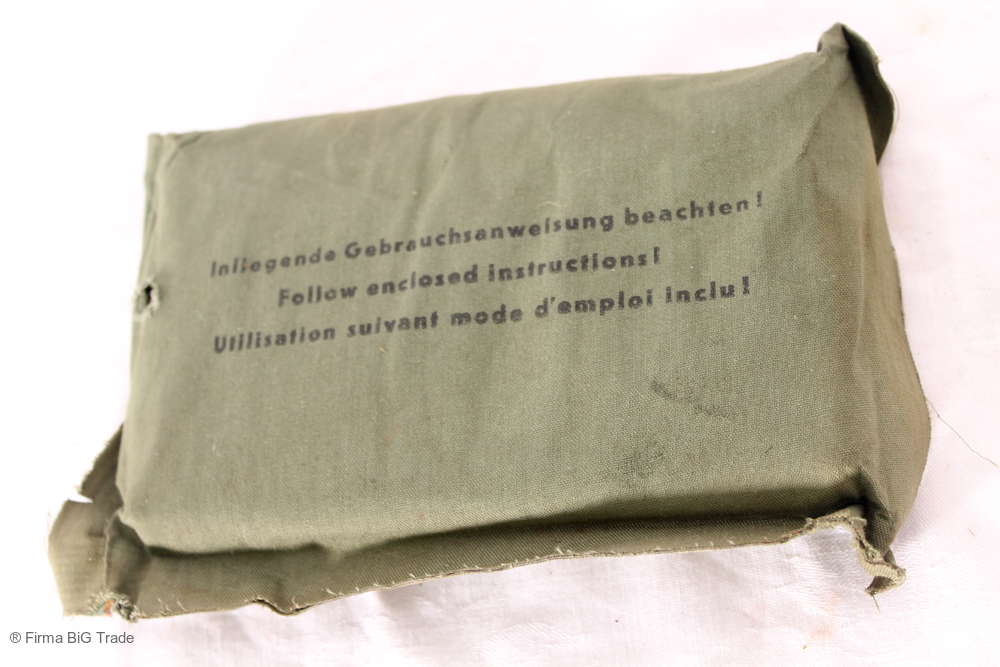 Inliegende Gebrauchsanweisung beachten!
Follow enclosed instructions!
Utilisation suivant mode d'emploi inclu!
® Firma BiG Trade